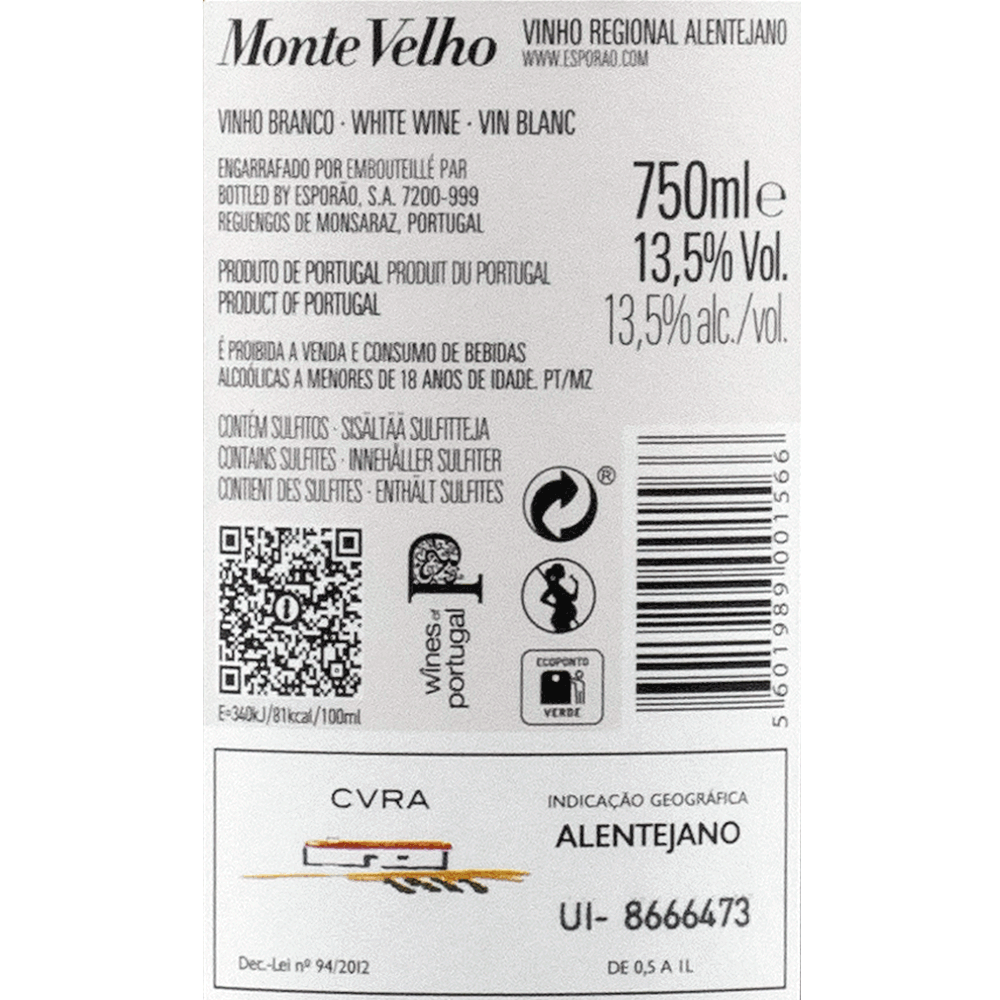 Monte Velho
VINHO REGIONAL ALENTEJANO
WWW.ESPORAO.COM
VINHO BRANCO · WHITE WINE · VIN BLANC
ENGARRAFADO POR EMBOUTEILLÉ PAR
BOTTLED BY ESPORÃO, S.A. 7200-999
REGUENGOS DE MONSARAZ, PORTUGAL
750ml e
13,5% Vol.
13,5% alc./vol.
PRODUTO DE PORTUGAL PRODUIT DU PORTUGAL
PRODUCT OF PORTUGAL
É PROIBIDA A VENDA E CONSUMO DE BEBIDAS
ALCOÓLICAS A MENORES DE 18 ANOS DE IDADE. PT/MZ
CONTÉM SULFITOS · SISÄLTÄÄ SULFITTEJA
CONTAINS SULFITES · INNEHÅLLER SULFITER
CONTIENT DES SULFITES · ENTHÄLT SULFITES
®
wines of
portugal
ECOPONTO
VERDE
5 601989 001566
E=340kJ/81kcal/100ml
CVRA
INDICAÇÃO GEOGRÁFICA
ALENTEJANO
UI- 8666473
Dec.-Lei nº 94/2012
DE 0,5 A 1L